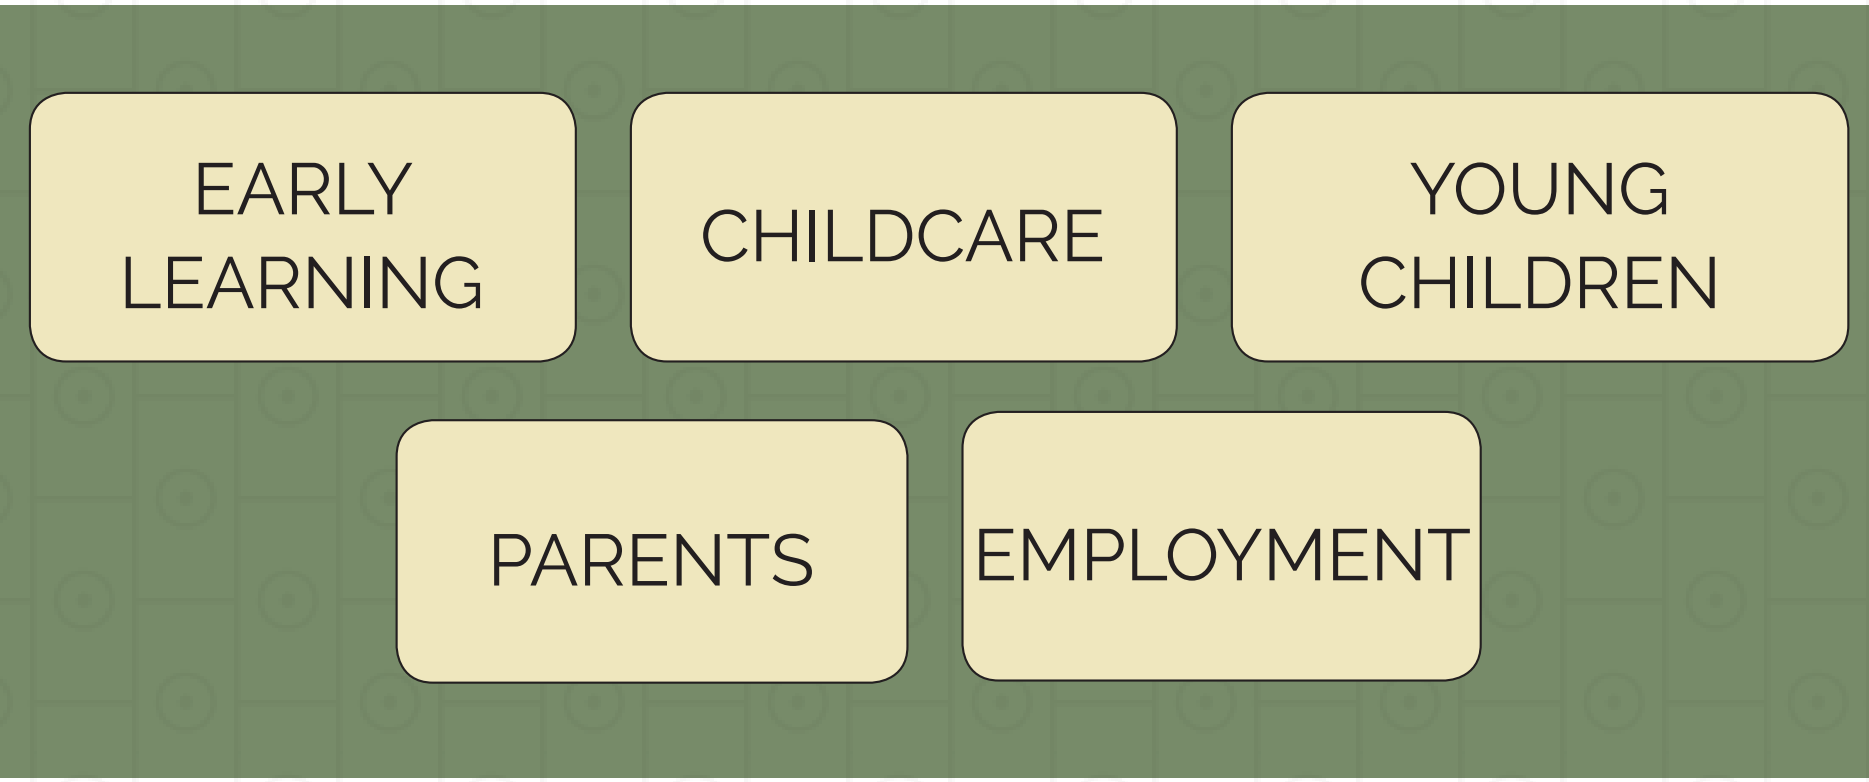 EARLY
LEARNING
CHILDCARE
YOUNG
CHILDREN
PARENTS
EMPLOYMENT